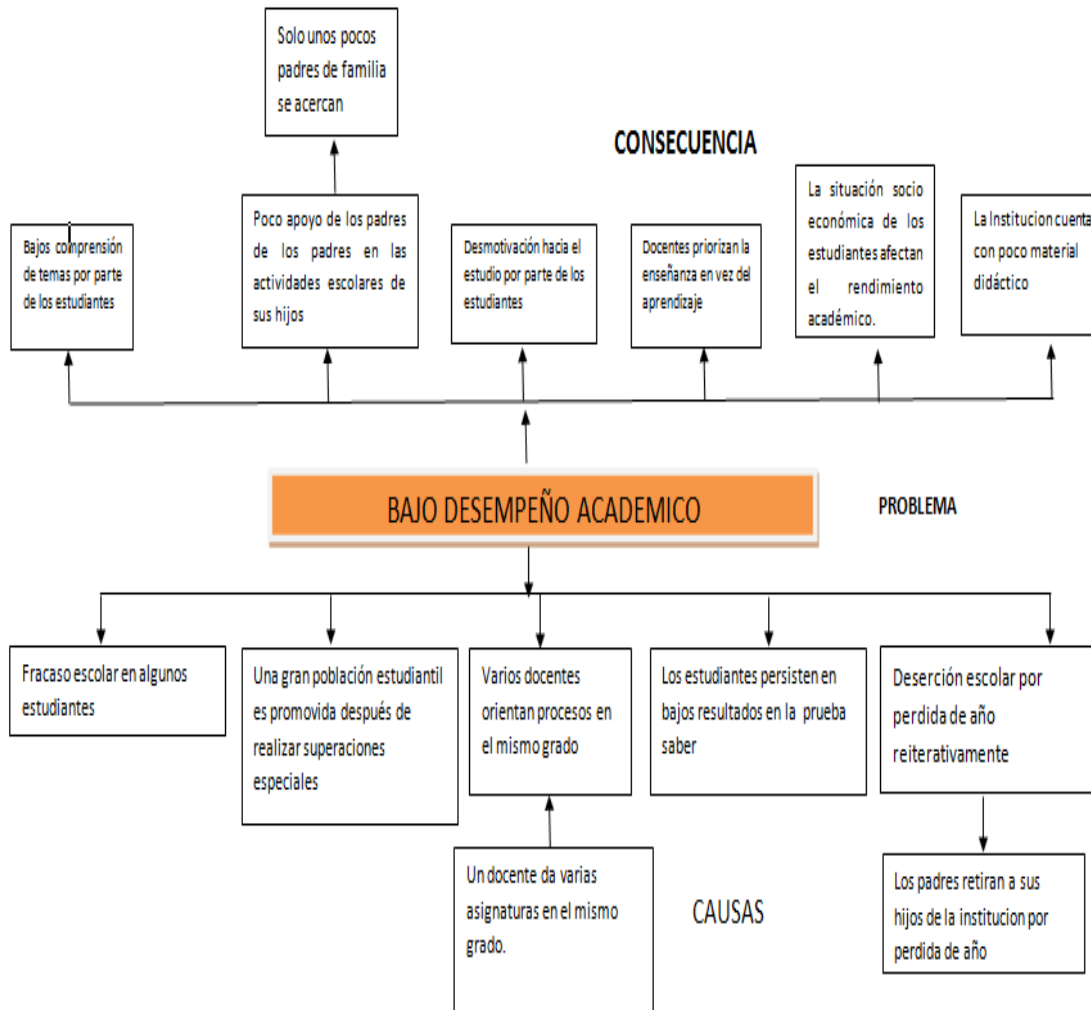 Solo unos pocos
padres de familia
se acercan
CONSECUENCIA
Bajos comprensión
de temas por parte
de los estudiantes
Poco apoyo de los padres
de los padres en las
actividades escolares de
sus hijos
Desmotivación hacia el
estudio por parte de los
estudiantes
Docentes priorizan la
enseñanza en vez del
aprendizaje
La situación socio
económica de los
estudiantes afectan
el rendimiento
académico.
La Institucion cuenta
con poco material
didáctico
BAJO DESEMPEÑO ACADEMICO
PROBLEMA
Fracaso escolar en algunos
estudiantes
Una gran población estudiantil
es promovida después de
realizar superaciones
especiales
Varios docentes
orientan procesos en
el mismo grado
Los estudiantes persisten en
bajos resultados en la prueba
saber
Deserción escolar por
perdida de año
reiterativamente
Un docente da varias
asignaturas en el mismo
grado.
CAUSAS
Los padres retiran a sus
hijos de la institucion por
perdida de año